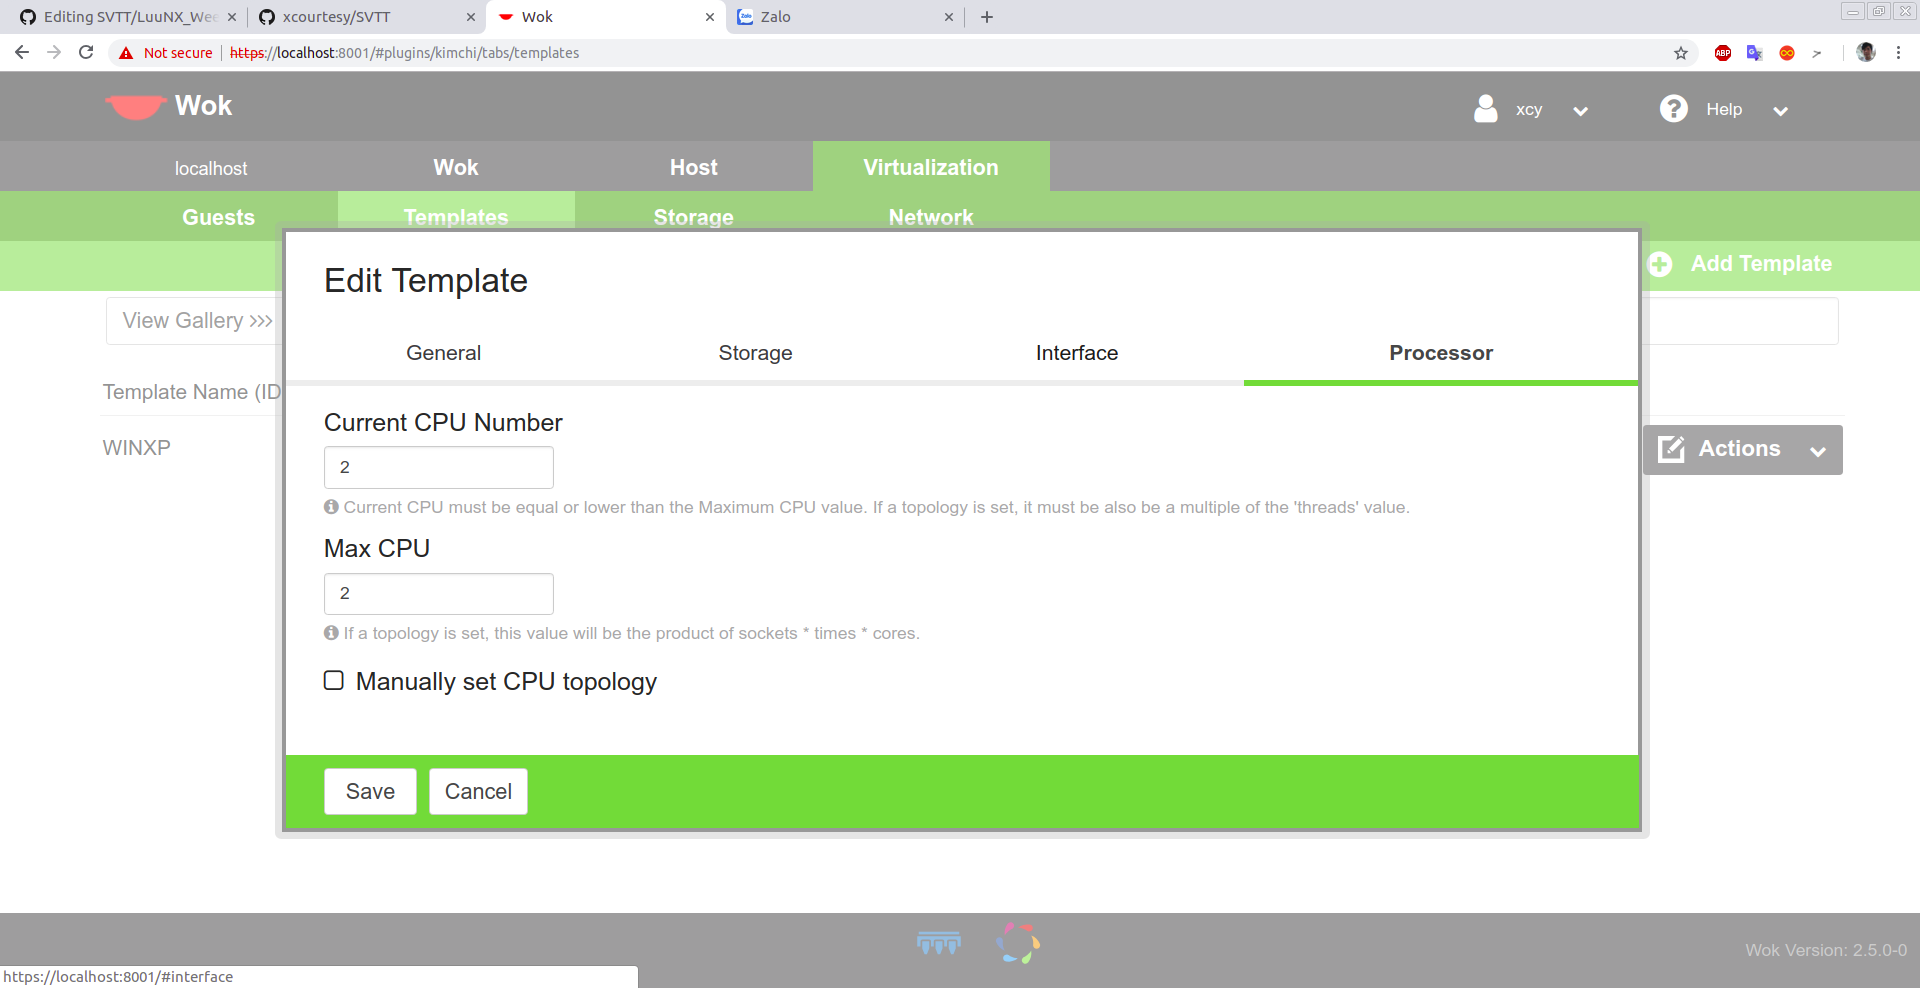 Editing SVTT/LuuNX_Wee
xcourtesy/SVTT
Wok
Zalo
Not secure https://localhost:8001/#plugins/kimchi/tabs/templates
ABP
Wok
xcy
Help
localhost
Wok
Host
Virtualization
Guests
Templates
Storage
Network
Add Template
View Gallery >>>
Edit Template
General
Storage
Interface
Processor
Template Name (ID
WINXP
Actions
Current CPU Number
2
Current CPU must be equal or lower than the Maximum CPU value. If a topology is set, it must be also be a multiple of the 'threads' value.
Max CPU
2
If a topology is set, this value will be the product of sockets * times * cores.
Manually set CPU topology
Save
Cancel
Wok Version: 2.5.0-0
https://localhost:8001/#interface